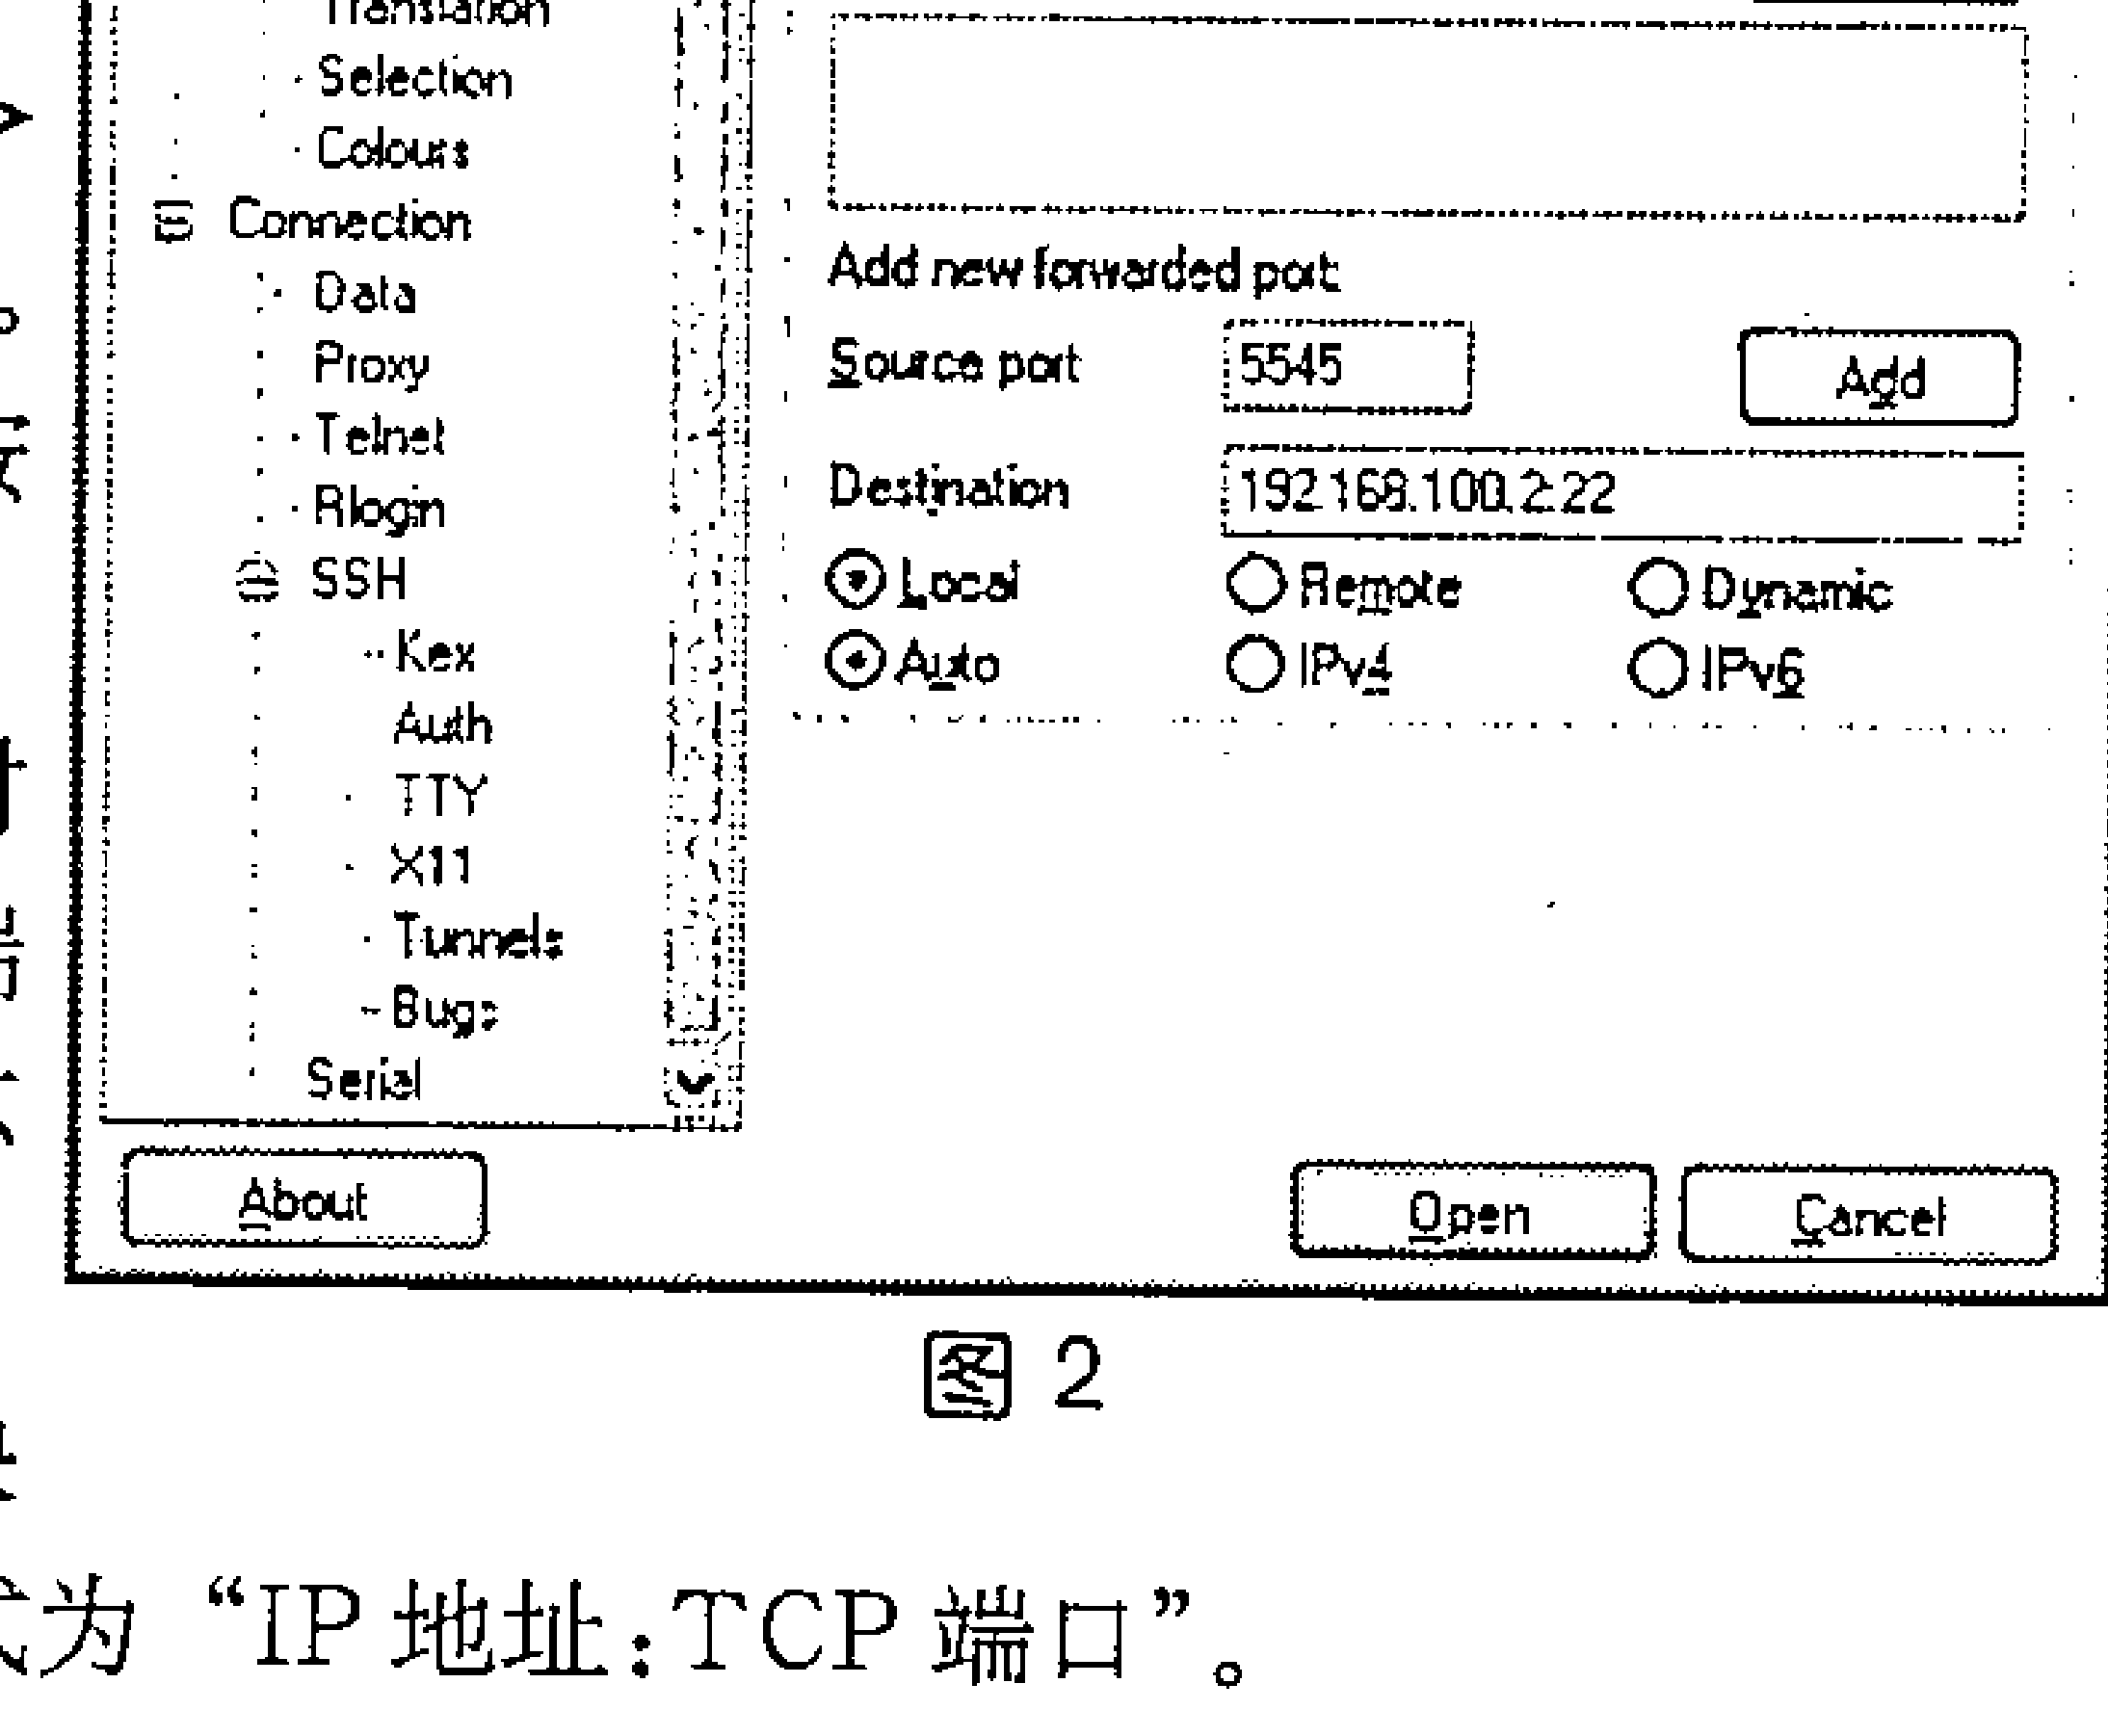 Translation
Selection
Colours
Connection
Data
Proxy
Telnet
Rlogin
SSH
Kex
Auth
TTY
X11
Tunnels
Bugs
Serial
Add new forwarded port:
Source port 5545 Add
Destination 192.168.100.2:22
Local Remote Dynamic
Auto IPv4 IPv6
About Open Cancel
图 2
为 “IP 地址:TCP 端口”。